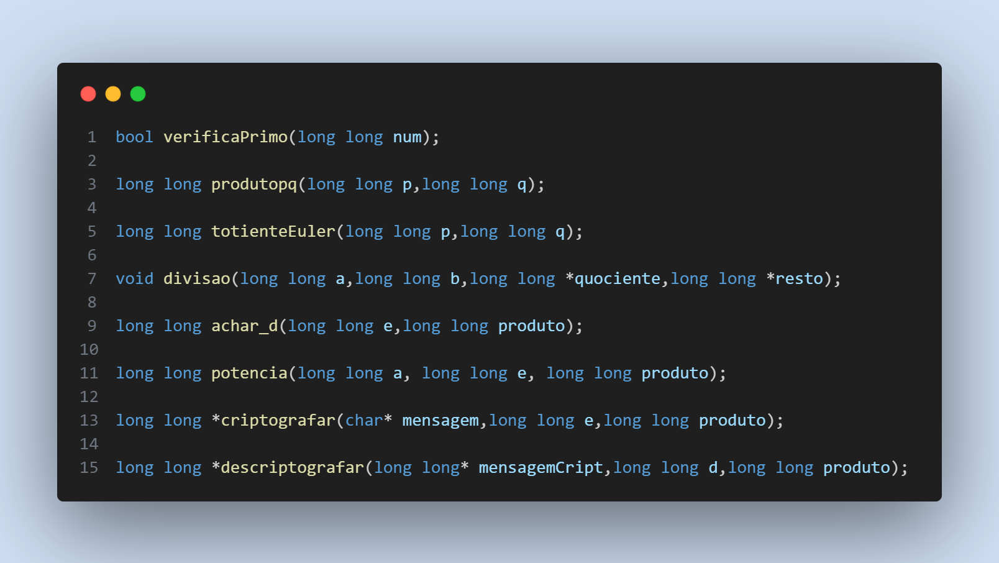 1 bool verificaPrimo(long long num);
2
3 long long produtopq(long long p,long long q);
4
5 long long totienteEuler(long long p,long long q);
6
7 void divisao(long long a,long long b,long long *quociente,long long *resto);
8
9 long long achar_d(long long e,long long produto);
10
11 long long potencia(long long a, long long e, long long produto);
12
13 long long *criptografar(char* mensagem,long long e,long long produto);
14
15 long long *descriptografar(long long* mensagemCript,long long d,long long produto);